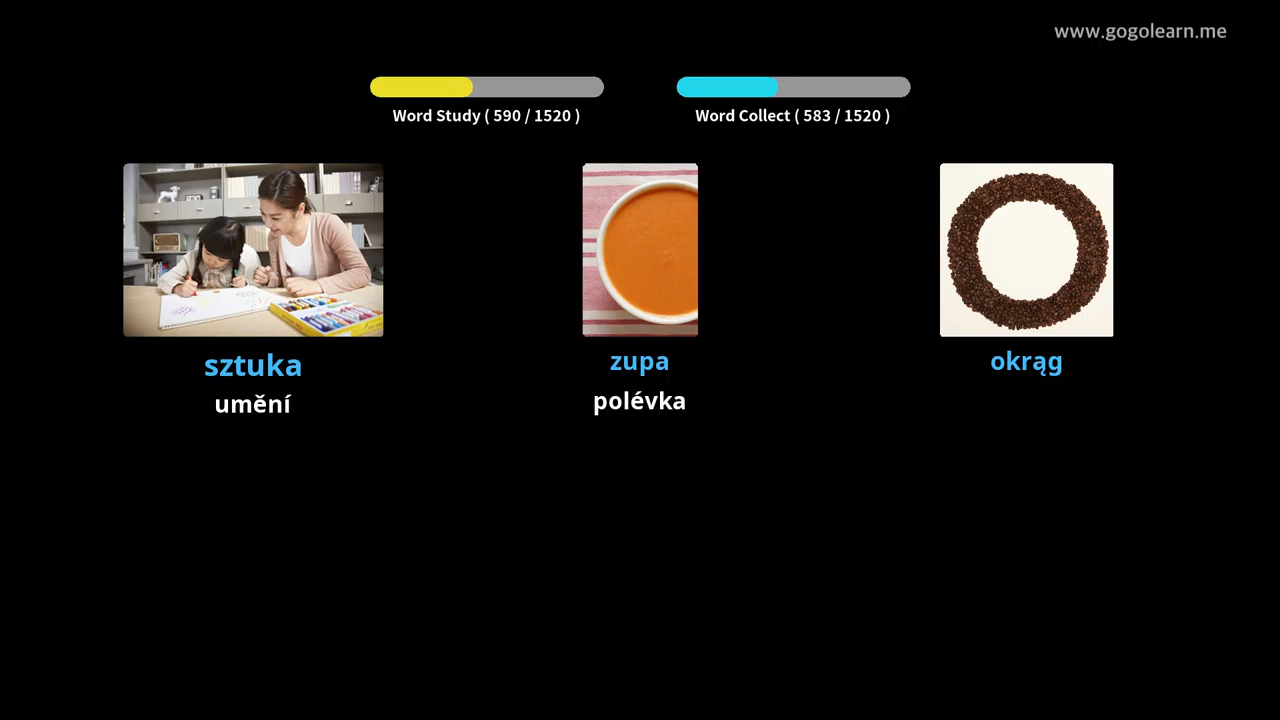 www.gogolearn.me
Word Study ( 590 / 1520 )
Word Collect ( 583 / 1520 )
sztuka
umění
zupa
polévka
okrąg